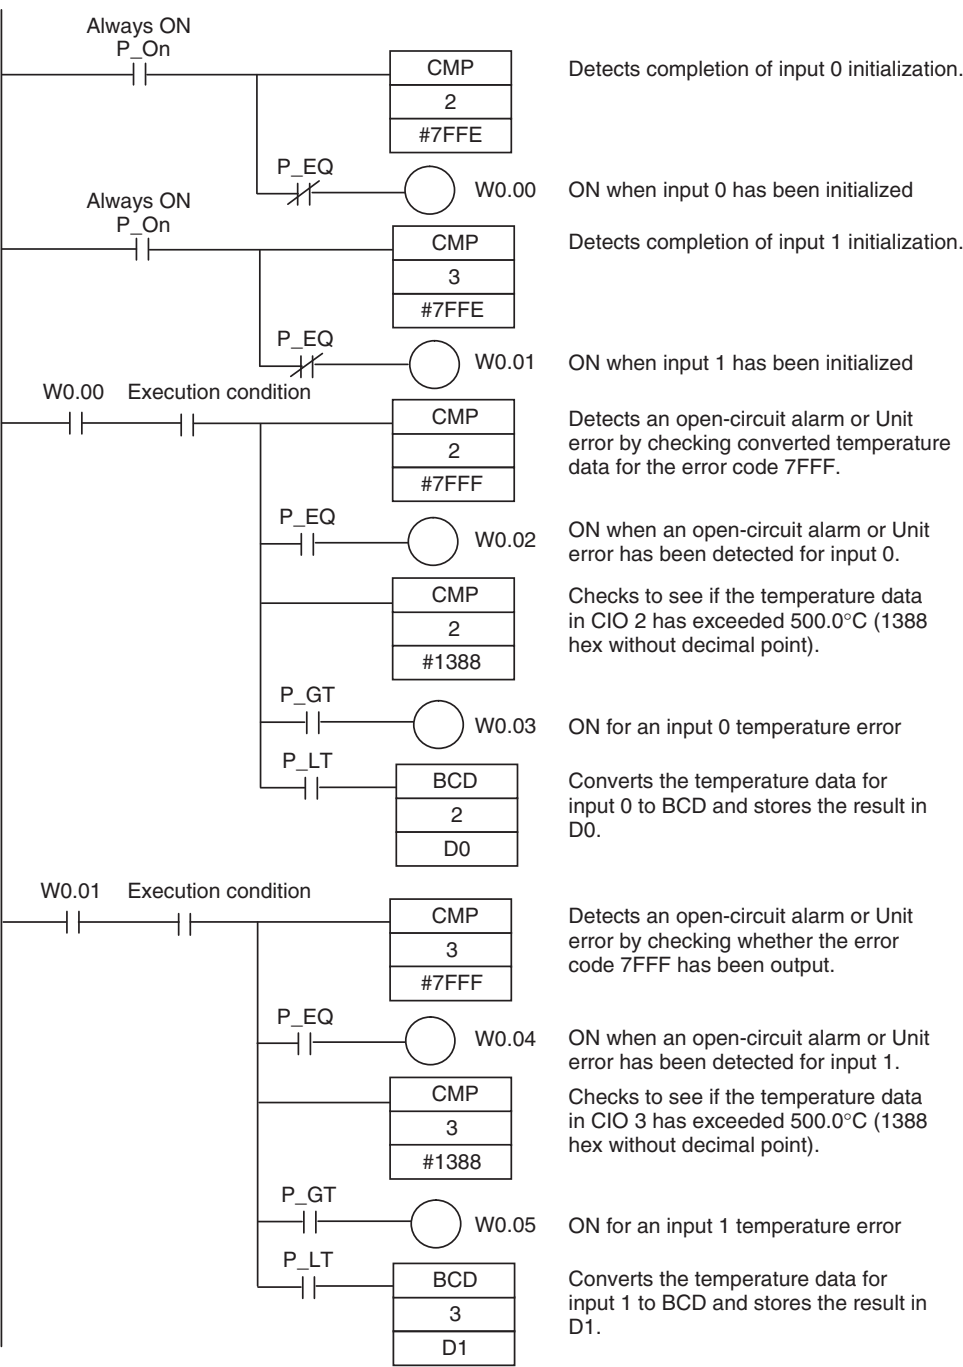 Always ON
P_On
CMP
2
#7FFE
Detects completion of input 0 initialization.
P_EQ
W0.00
ON when input 0 has been initialized
Always ON
P_On
CMP
3
#7FFE
Detects completion of input 1 initialization.
P_EQ
W0.01
ON when input 1 has been initialized
W0.00 Execution condition
CMP
2
#7FFF
Detects an open-circuit alarm or Unit
error by checking converted temperature
data for the error code 7FFF.
P_EQ
W0.02
ON when an open-circuit alarm or Unit
error has been detected for input 0.
CMP
2
#1388
Checks to see if the temperature data
in CIO 2 has exceeded 500.0°C (1388
hex without decimal point).
P_GT
W0.03
ON for an input 0 temperature error
P_LT
BCD
2
D0
Converts the temperature data for
input 0 to BCD and stores the result in
D0.
W0.01 Execution condition
CMP
3
#7FFF
Detects an open-circuit alarm or Unit
error by checking whether the error
code 7FFF has been output.
P_EQ
W0.04
ON when an open-circuit alarm or Unit
error has been detected for input 1.
CMP
3
#1388
Checks to see if the temperature data
in CIO 3 has exceeded 500.0°C (1388
hex without decimal point).
P_GT
W0.05
ON for an input 1 temperature error
P_LT
BCD
3
D1
Converts the temperature data for
input 1 to BCD and stores the result in
D1.